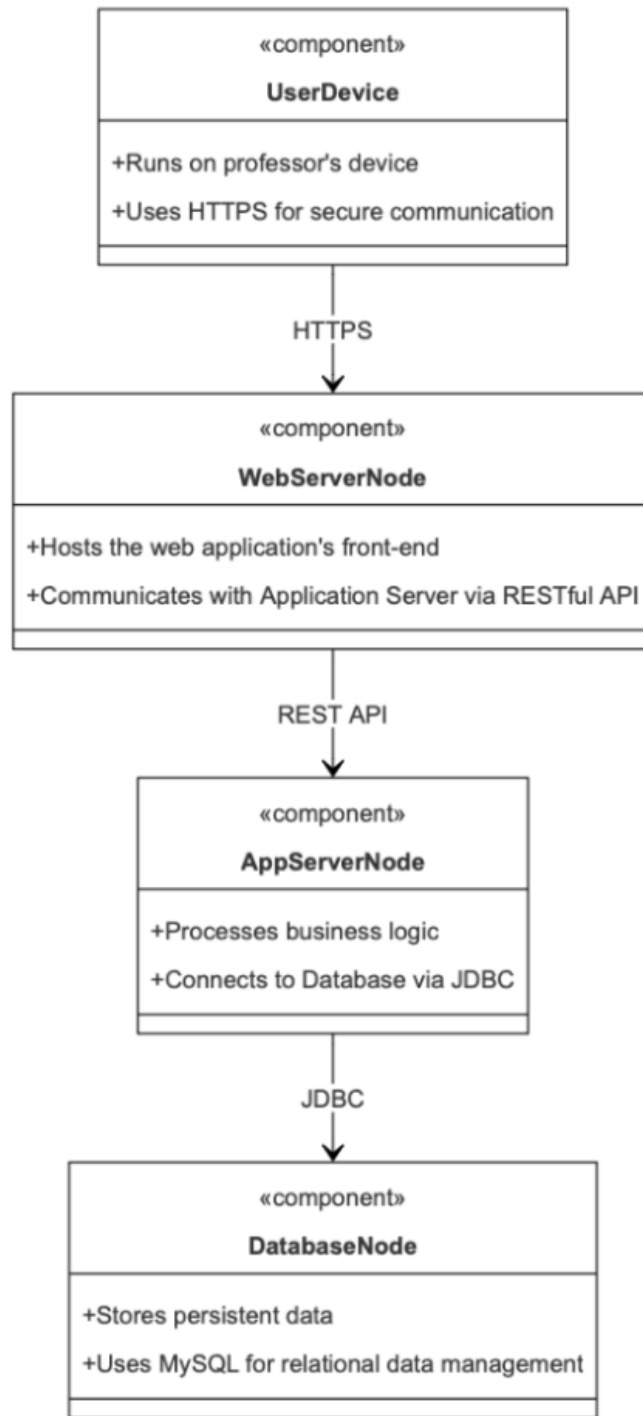 «component»
UserDevice
+Runs on professor's device
+Uses HTTPS for secure communication
HTTPS
«component»
WebServerNode
+Hosts the web application's front-end
+Communicates with Application Server via RESTful API
REST API
«component»
AppServerNode
+Processes business logic
+Connects to Database via JDBC
JDBC
«component»
DatabaseNode
+Stores persistent data
+Uses MySQL for relational data management